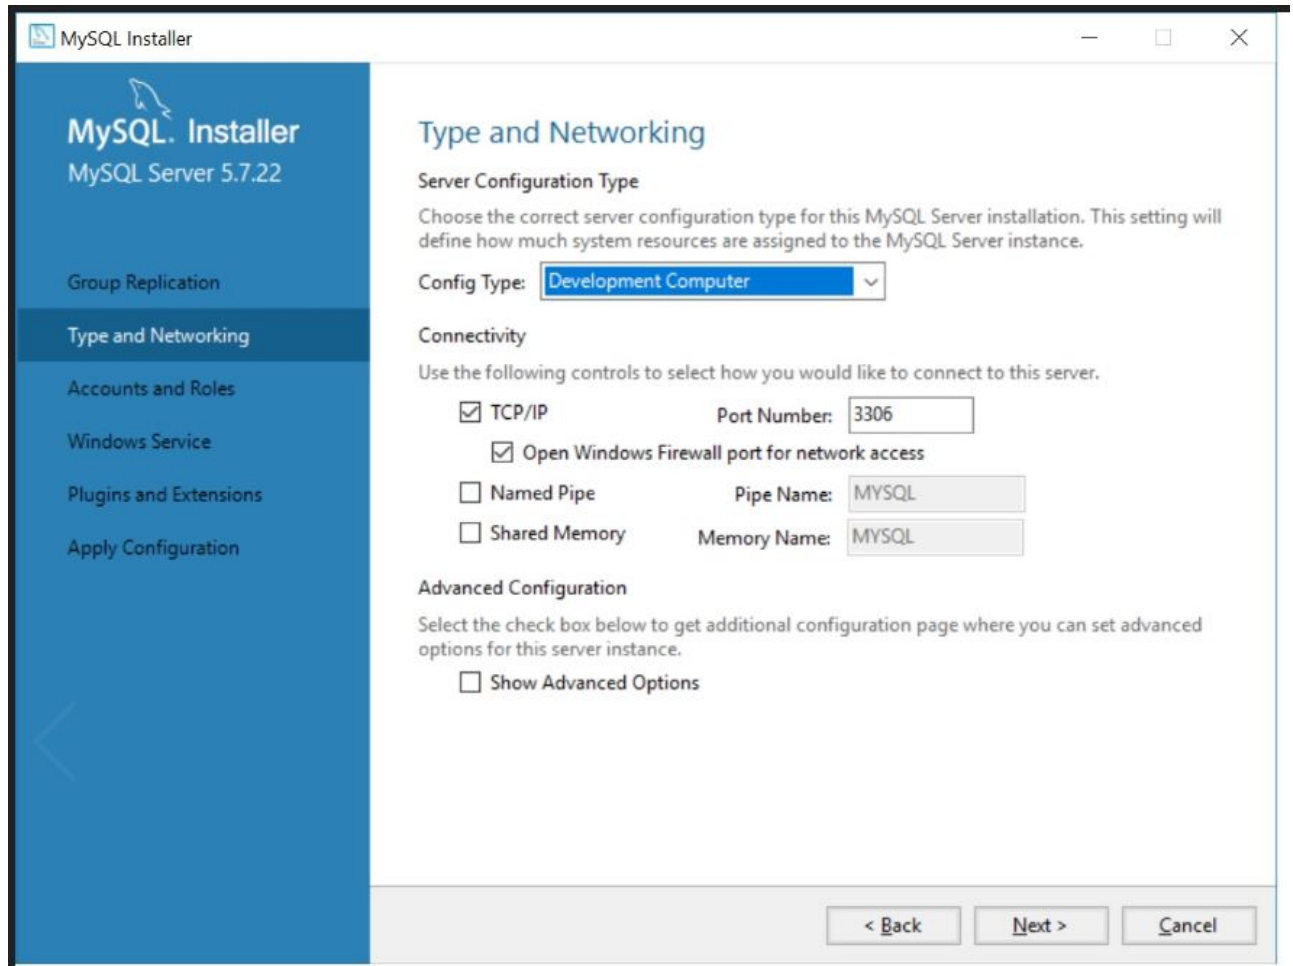 MySQL Installer
MySQL. Installer
MySQL Server 5.7.22
Group Replication
Type and Networking
Accounts and Roles
Windows Service
Plugins and Extensions
Apply Configuration
Type and Networking
Server Configuration Type
Choose the correct server configuration type for this MySQL Server installation. This setting will
define how much system resources are assigned to the MySQL Server instance.
Config Type: Development Computer
Connectivity
Use the following controls to select how you would like to connect to this server.
TCP/IP Port Number: 3306
Open Windows Firewall port for network access
Named Pipe Pipe Name: MYSQL
Shared Memory Memory Name: MYSQL
Advanced Configuration
Select the check box below to get additional configuration page where you can set advanced
options for this server instance.
Show Advanced Options
< Back Next > Cancel